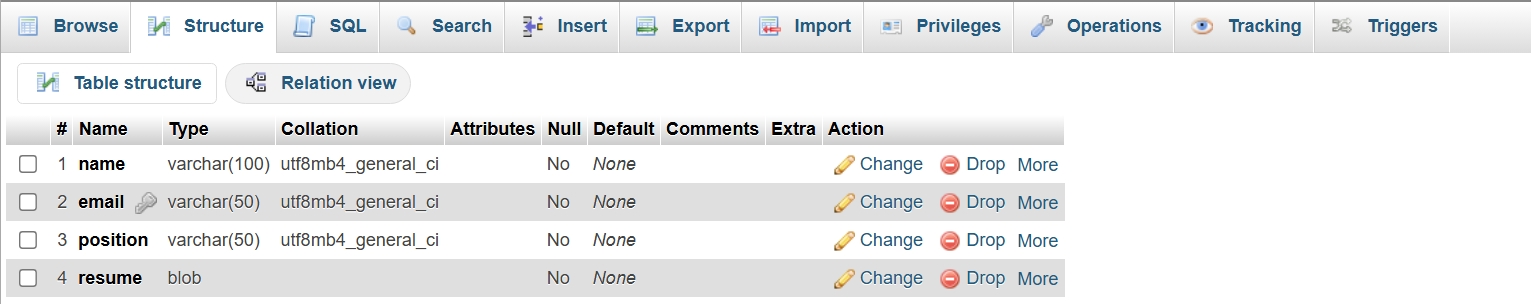 Browse Structure SQL Search Insert Export Import Privileges Operations Tracking Triggers
Table structure Relation view
# Name Type Collation Attributes Null Default Comments Extra Action
1 name varchar(100) utf8mb4_general_ci No None Change Drop More
2 email varchar(50) utf8mb4_general_ci No None Change Drop More
3 position varchar(50) utf8mb4_general_ci No None Change Drop More
4 resume blob No None Change Drop More